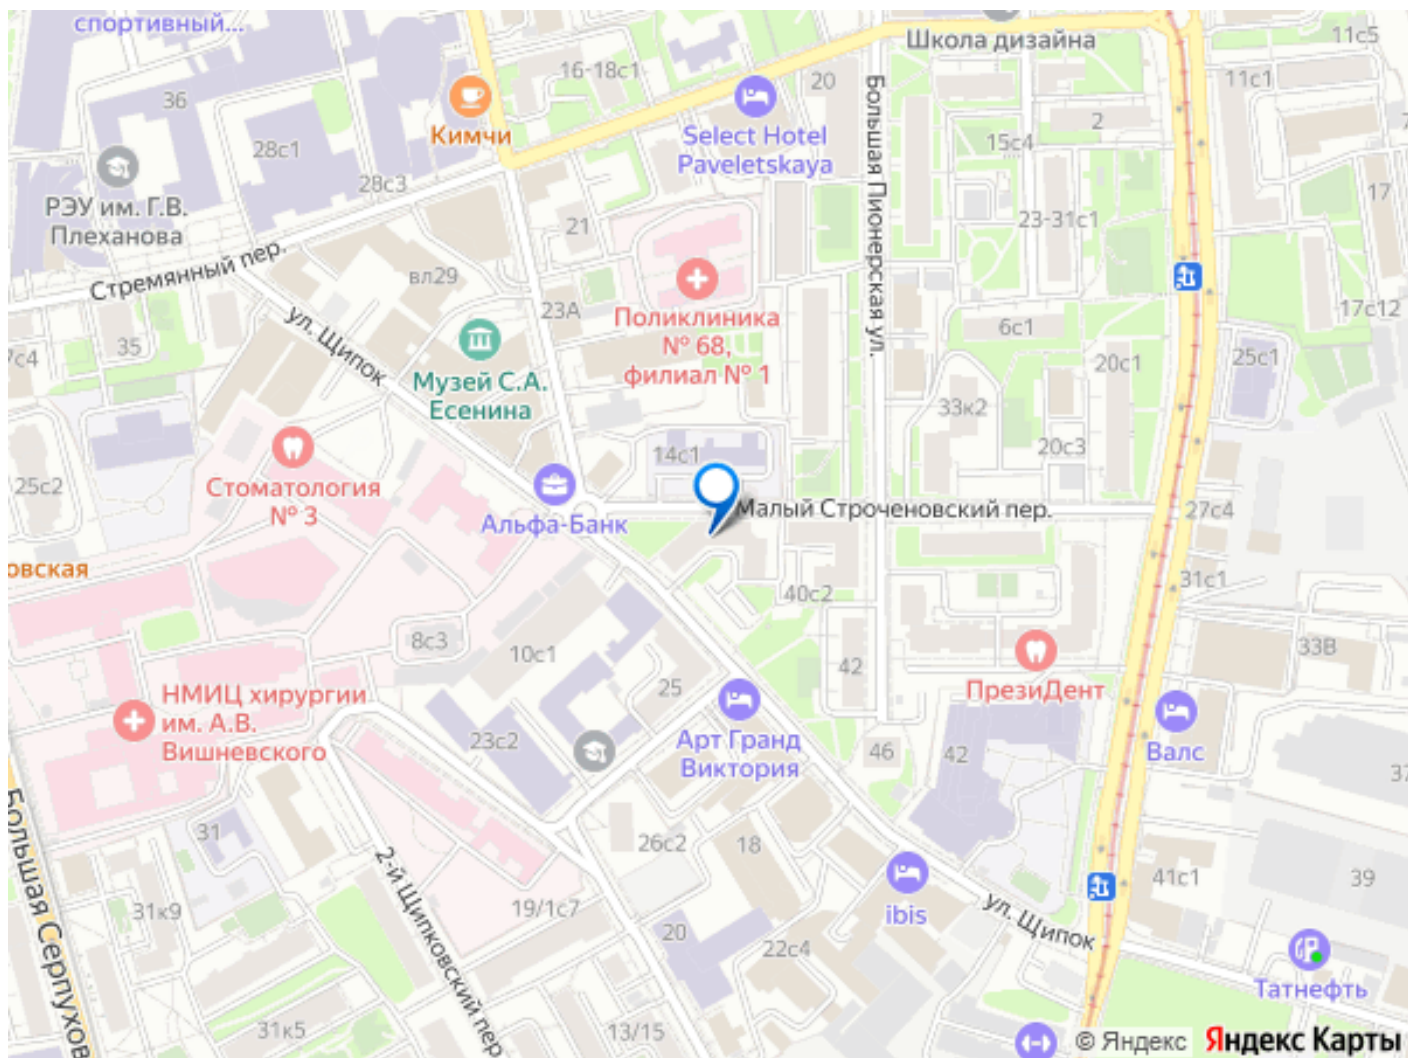 спортивный...
Школа дизайна
11с5
16-18с1
20
11с1
36
Кимчи
Select Hotel
Paveletskaya
Большая Пионерская ул.
2
15с4
28с1
28с3
17
РЭУ им. Г.В.
Плеханова
21
23-31с1
Стремянный пер.
вл29
23А
Поликлиника
№ 68,
филиал № 1
17с12
6с1
ул. Щипок
35
Музей С.А.
Есенина
20с1
25с1
33к2
20с3
14с1
25с2
Стоматология
№ 3
Альфа-Банк
Малый Строченовский пер.
27с4
овская
31с1
40с2
8с3
10с1
33В
42
25
ПрезиДент
НМИЦ хирургии
им. А.В.
Вишневского
23с2
Арт Гранд
Виктория
46
42
Валс
Большая Серпухов
31
26с2
18
2-й Щипковский пер
41с1
39
31к9
19/1с7
ibis
ул. Щипок
20
22с4
Татнефть
31к5
13/15
© Яндекс Яндекс Карты